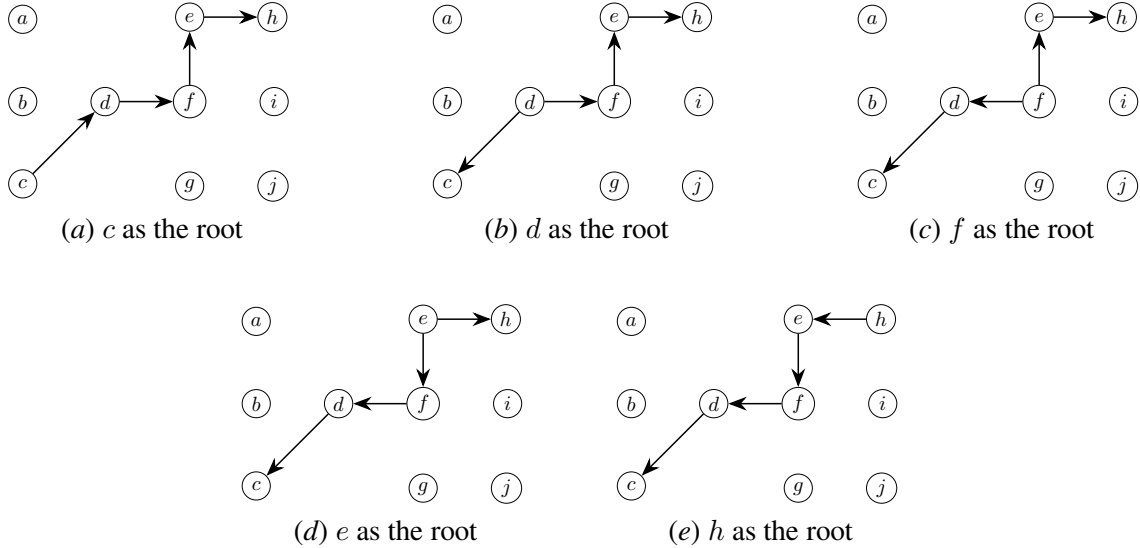 a e h
b d f i
c g j
(a) c as the root
a e h
b d f i
c g j
(b) d as the root
a e h
b d f i
c g j
(c) f as the root
a e h
b d f i
c g j
(d) e as the root
a e h
b d f i
c g j
(e) h as the root